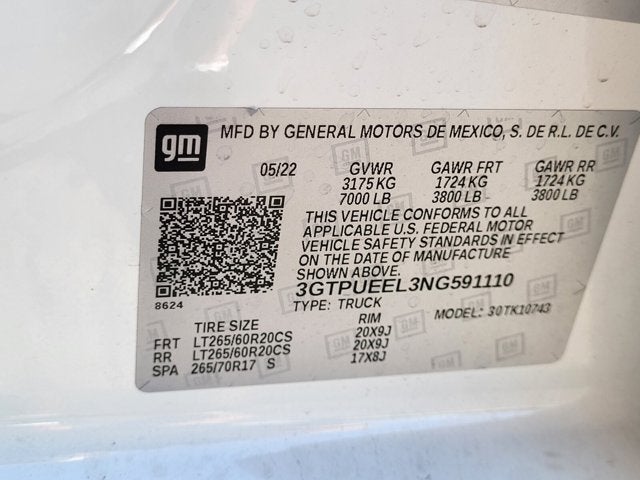 gm MFD BY GENERAL MOTORS DE MEXICO, S. DE R.L. DE C.V.
05/22 GVWR GAWR FRT GAWR RR
3175 KG 1724 KG 1724 KG
7000 LB 3800 LB 3800 LB
THIS VEHICLE CONFORMS TO ALL
APPLICABLE U.S. FEDERAL MOTOR
VEHICLE SAFETY STANDARDS IN EFFECT
ON THE DATE OF MANUFACTURE
SHOWN ABOVE.
8624
3GTPUEEL3NG591110
TYPE: TRUCK MODEL: 30TK10743
TIRE SIZE RIM
FRT LT265/60R20CS 20X9J
RR LT265/60R20CS 20X9J
SPA 265/70R17 S 17X8J